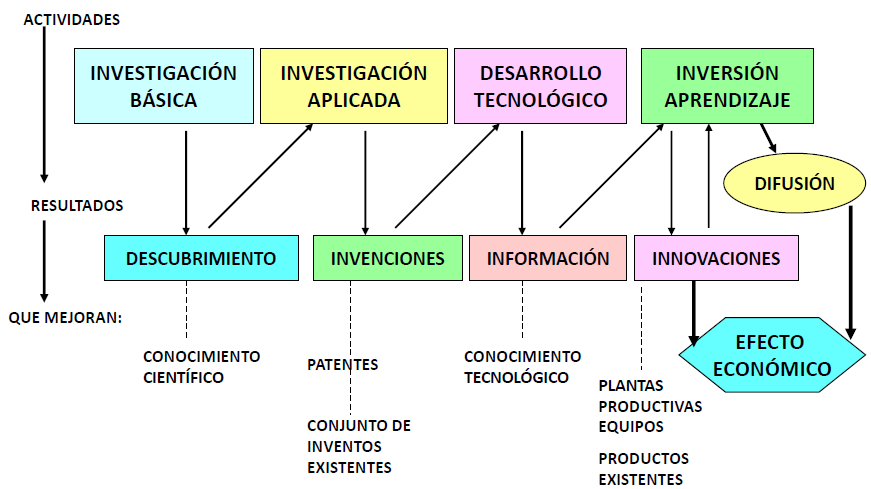 ACTIVIDADES
INVESTIGACIÓN
BÁSICA
INVESTIGACIÓN
APLICADA
DESARROLLO
TECNOLÓGICO
INVERSIÓN
APRENDIZAJE
DIFUSIÓN
RESULTADOS
DESCUBRIMIENTO
INVENCIONES
INFORMACIÓN
INNOVACIONES
QUE MEJORAN:
CONOCIMIENTO
CIENTÍFICO
PATENTES
CONJUNTO DE
INVENTOS
EXISTENTES
CONOCIMIENTO
TECNOLÓGICO
PLANTAS
PRODUCTIVAS
EQUIPOS
PRODUCTOS
EXISTENTES
EFECTO
ECONÓMICO